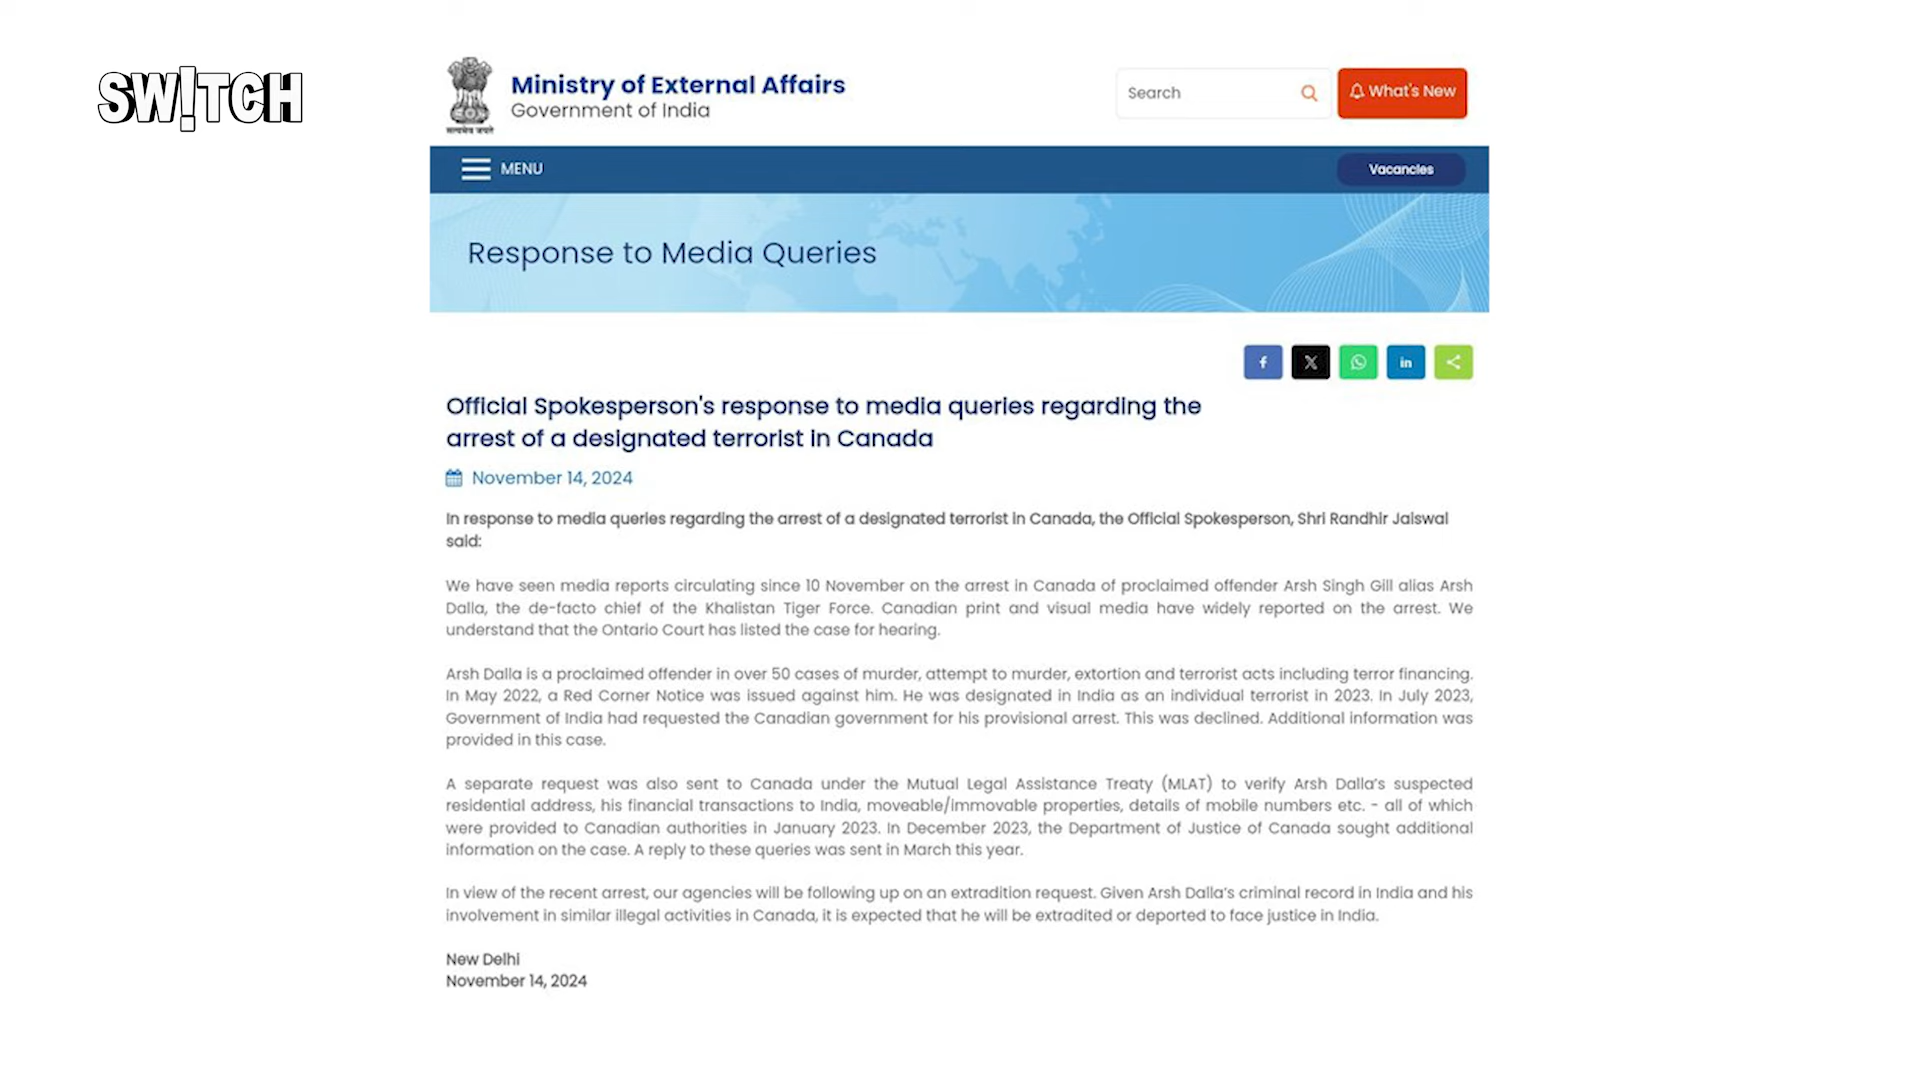 SW!TCH
Ministry of External Affairs
Government of India
सत्यमेव जयते
Search
What's New
MENU
Vacancies
Response to Media Queries
Official Spokesperson's response to media queries regarding the
arrest of a designated terrorist in Canada
November 14, 2024
In response to media queries regarding the arrest of a designated terrorist in Canada, the Official Spokesperson, Shri Randhir Jaiswal
said:
We have seen media reports circulating since 10 November on the arrest in Canada of proclaimed offender Arsh Singh Gill alias Arsh
Dalla, the de-facto chief of the Khalistan Tiger Force. Canadian print and visual media have widely reported on the arrest. We
understand that the Ontario Court has listed the case for hearing.
Arsh Dalla is a proclaimed offender in over 50 cases of murder, attempt to murder, extortion and terrorist acts including terror financing.
In May 2022, a Red Corner Notice was issued against him. He was designated in India as an individual terrorist in 2023. In July 2023,
Government of India had requested the Canadian government for his provisional arrest. This was declined. Additional information was
provided in this case.
A separate request was also sent to Canada under the Mutual Legal Assistance Treaty (MLAT) to verify Arsh Dalla's suspected
residential address, his financial transactions to India, moveable/immovable properties, details of mobile numbers etc. - all of which
were provided to Canadian authorities in January 2023. In December 2023, the Department of Justice of Canada sought additional
information on the case. A reply to these queries was sent in March this year.
In view of the recent arrest, our agencies will be following up on an extradition request. Given Arsh Dalla's criminal record in India and his
involvement in similar illegal activities in Canada, it is expected that he will be extradited or deported to face justice in India.
New Delhi
November 14, 2024